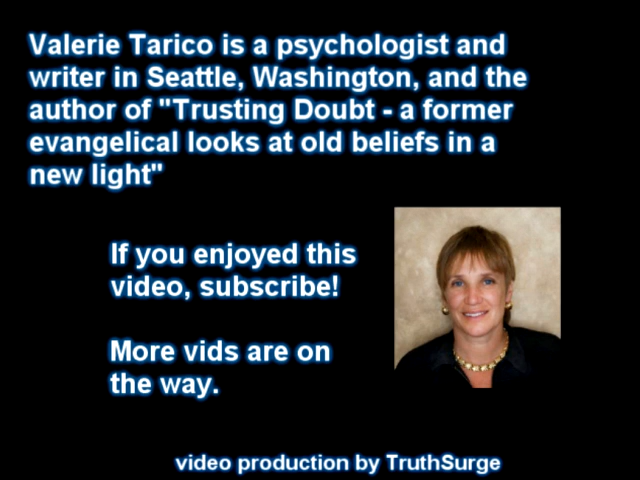 Valerie Tarico is a psychologist and
writer in Seattle, Washington, and the
author of "Trusting Doubt - a former
evangelical looks at old beliefs in a
new light"
If you enjoyed this
video, subscribe!
More vids are on
the way.
video production by TruthSurge